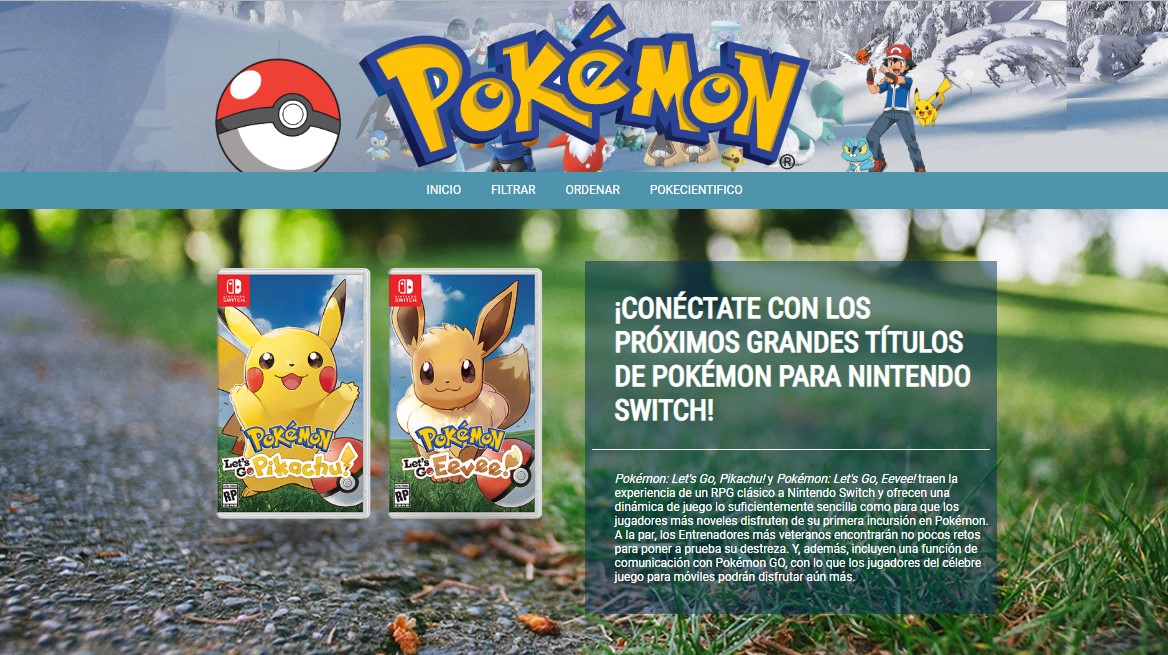 POKéMON
®
INICIO FILTRAR ORDENAR POKECIENTIFICO
NINTENDO
SWITCH
POKéMON
Let's Go Pikachu!
RP
NINTENDO
SWITCH
POKéMON
Let's Go Eevee!
RP
¡CONÉCTATE CON LOS
PRÓXIMOS GRANDES TÍTULOS
DE POKÉMON PARA NINTENDO
SWITCH!
Pokémon: Let's Go, Pikachu! y Pokémon: Let's Go, Eevee! traen la
experiencia de un RPG clásico a Nintendo Switch y ofrecen una
dinámica de juego lo suficientemente sencilla como para que los
jugadores más noveles disfruten de su primera incursión en Pokémon.
A la par, los Entrenadores más veteranos encontrarán no pocos retos
para poner a prueba su destreza. Y, además, incluyen una función de
comunicación con Pokémon GO, con lo que los jugadores del célebre
juego para móviles podrán disfrutar aún más.